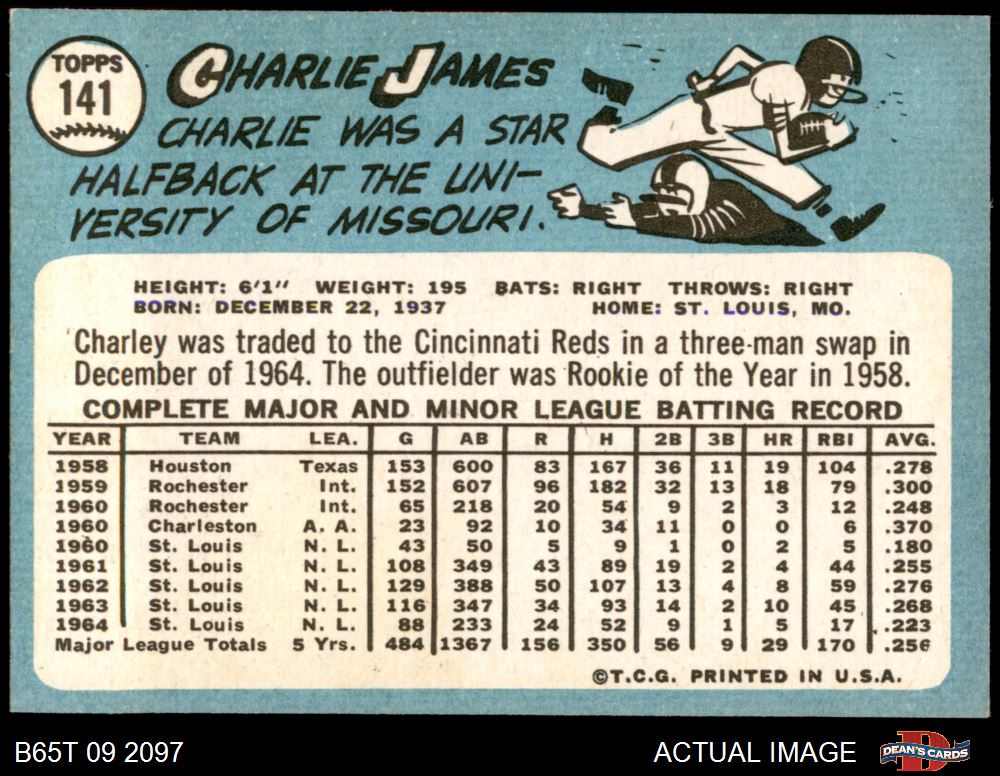 TOPPS
141
CHARLIE JAMES
CHARLIE WAS A STAR
HALFBACK AT THE UNI-
VERSITY OF MISSOURI.
HEIGHT: 6'1" WEIGHT: 195 BATS: RIGHT THROWS: RIGHT
BORN: DECEMBER 22, 1937 HOME: ST. LOUIS, MO.
Charley was traded to the Cincinnati Reds in a three-man swap in
December of 1964. The outfielder was Rookie of the Year in 1958.
COMPLETE MAJOR AND MINOR LEAGUE BATTING RECORD
YEAR TEAM LEA. G AB R H 2B 3B HR RBI AVG.
1958 Houston Texas 153 600 83 167 36 11 19 104 .278
1959 Rochester Int. 152 607 96 182 32 13 18 79 .300
1960 Rochester Int. 65 218 20 54 9 2 3 12 .248
1960 Charleston A. A. 23 92 10 34 11 0 0 6 .370
1960 St. Louis N. L. 43 50 5 9 1 0 2 5 .180
1961 St. Louis N. L. 108 349 43 89 19 2 4 44 .255
1962 St. Louis N. L. 129 388 50 107 13 4 8 59 .276
1963 St. Louis N. L. 116 347 34 93 14 2 10 45 .268
1964 St. Louis N. L. 88 233 24 52 9 1 5 17 .223
Major League Totals 5 Yrs. 484 1367 156 350 56 9 29 170 .256
©T.C.G. PRINTED IN U.S.A.
B65T 09 2097 ACTUAL IMAGE DEAN'S CARDS